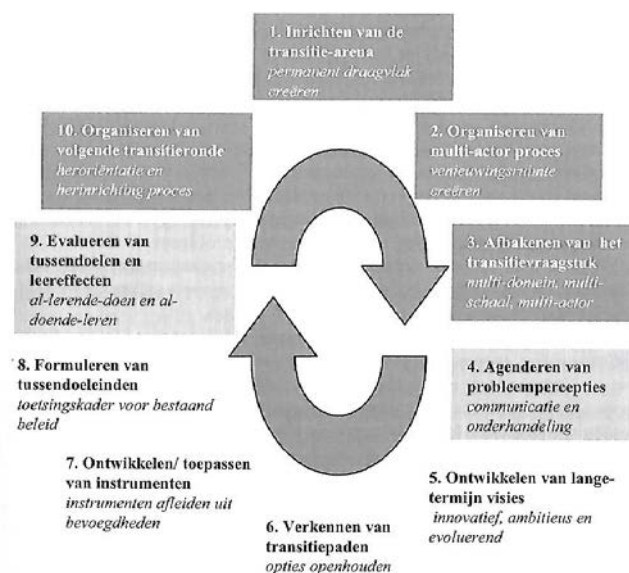 1. Inrichten van de
transitie-arena
permanent draagvlak
creëren
2. Organiseren van
multi-actor proces
venieuwingsruimte
creëren
3. Afbakenen van het
transitievraagstuk
multi-domein, multi-
schaal, multi-actor
4. Agenderen van
probleempercepties
communicatie en
onderhandeling
5. Ontwikkelen van lange-
termijn visies
innovatief, ambitieus en
evoluerend
6. Verkennen van
transitiepaden
opties openhouden
7. Ontwikkelen/ toepassen
van instrumenten
instrumenten afleiden uit
bevoegdheden
8. Formuleren van
tussendoeleinden
toetsingskader voor bestaand
beleid
9. Evalueren van
tussendoelen en
leereffecten
al-lerende-doen en al-
doende-leren
10. Organiseren van
volgende transitieronde
heroriëntatie en
herinrichting proces